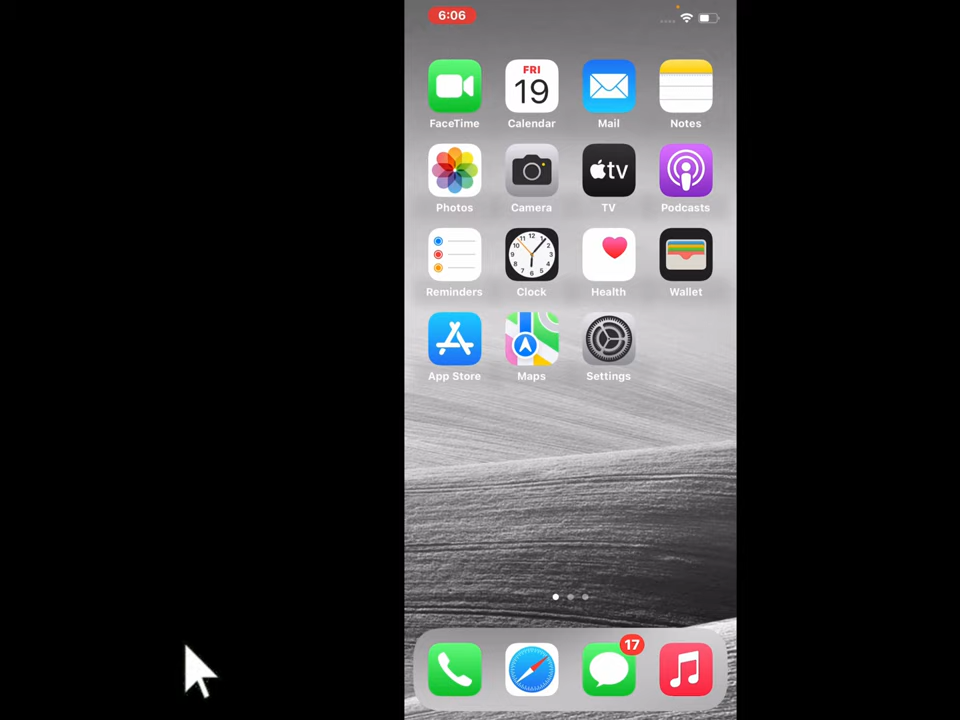 6:06
FRI
19
FaceTime Calendar Mail Notes
tv
Photos Camera TV Podcasts
Reminders Clock Health Wallet
App Store Maps Settings
17